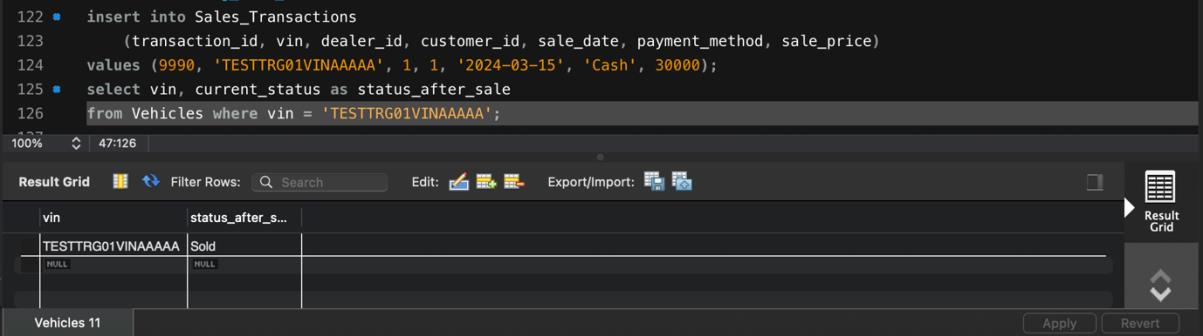 122 insert into Sales_Transactions
123 (transaction_id, vin, dealer_id, customer_id, sale_date, payment_method, sale_price)
124 values (9990, 'TESTTRG01VINAAAAA', 1, 1, '2024-03-15', 'Cash', 30000);
125 select vin, current_status as status_after_sale
126 from Vehicles where vin = 'TESTTRG01VINAAAAA';
100% 47:126
Result Grid Filter Rows: Search Edit: Export/Import:
Result Grid
vin status_after_s...
TESTTRG01VINAAAAA Sold
NULL NULL
Vehicles 11 Apply Revert